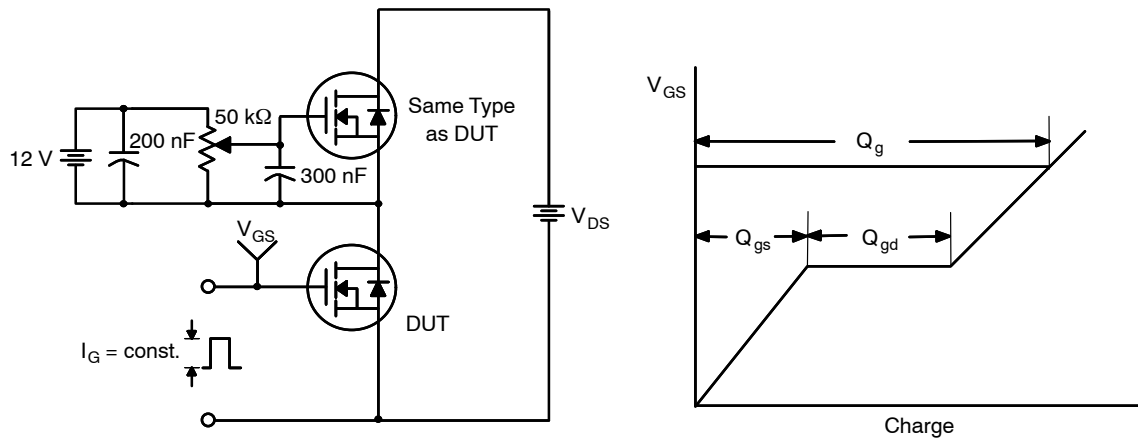 12 V
200 nF
50 kΩ
300 nF
Same Type
as DUT
V_DS
V_GS
DUT
I_G = const.
V_GS
Q_g
Q_gs
Q_gd
Charge